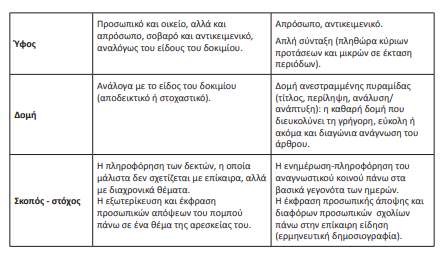 Ύφος
Προσωπικό και οικείο, αλλά και
απρόσωπο, σοβαρό και αντικειμενικό,
αναλόγως του είδους του δοκιμίου.
Απρόσωπο, αντικειμενικό.
Απλή σύνταξη (πληθώρα κύριων
προτάσεων και μικρών σε έκταση
περιόδων).
Δομή
Ανάλογα με το είδος του δοκιμίου
(αποδεικτικό ή στοχαστικό).
Δομή ανεστραμμένης πυραμίδας
(τίτλος, περίληψη, ανάλυση/
ανάπτυξη): η καθαρή δομή που
διευκολύνει τη γρήγορη, εύκολη ή
ακόμα και διαγώνια ανάγνωση του
άρθρου.
Σκοπός - στόχος
Η πληροφόρηση των δεκτών, η οποία
μάλιστα δεν σχετίζεται με επίκαιρα, αλλά
με διαχρονικά θέματα.
Η εξωτερίκευση και έκφραση
προσωπικών απόψεων του πομπού
πάνω σε ένα θέμα της αρεσκείας του.
Η ενημέρωση-πληροφόρηση του
αναγνωστικού κοινού πάνω στα
βασικά γεγονότα των ημερών.
Η έκφραση προσωπικής άποψης και
διαφόρων προσωπικών σχολίων
πάνω στην επίκαιρη είδηση
(ερμηνευτική δημοσιογραφία).